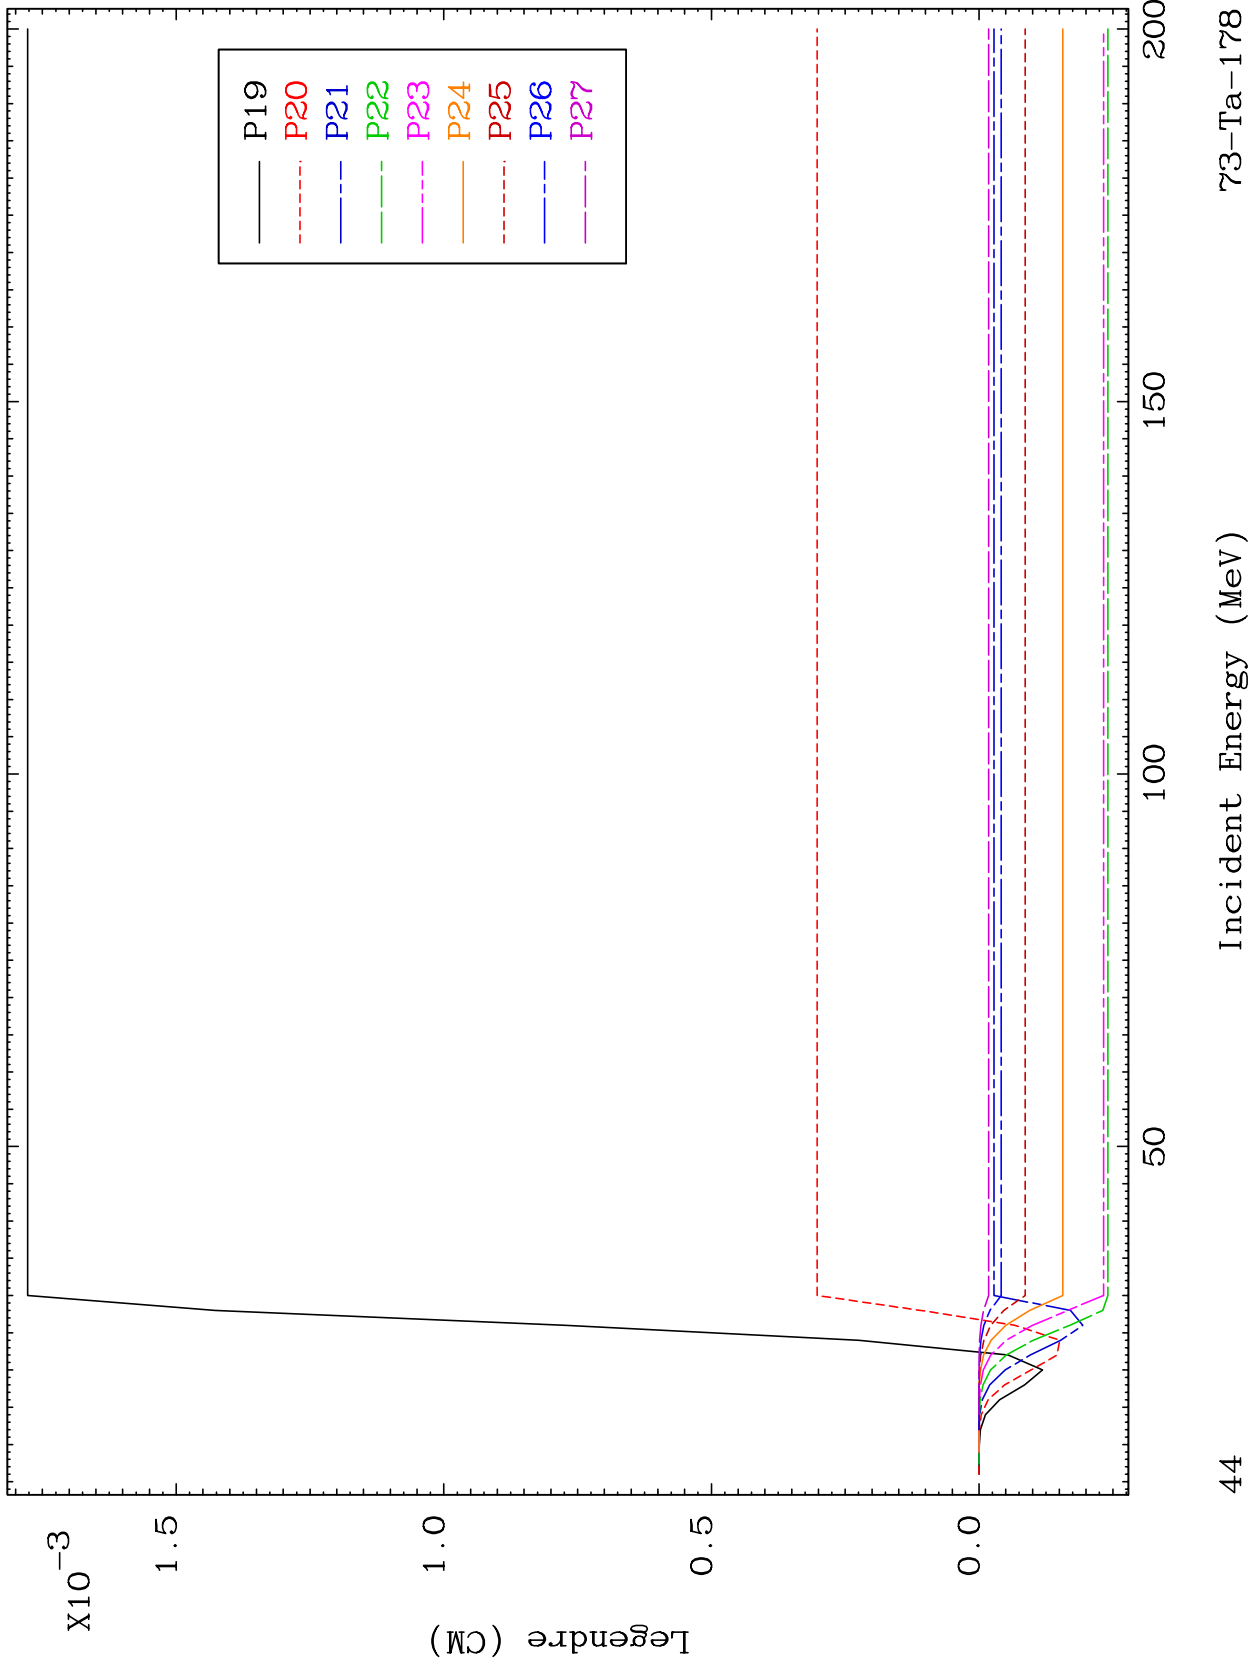 X10-3
1.5
1.0
0.5
0.0
Legendre (CM)
50
100
150
200
Incident Energy (MeV)
44
73-Ta-178
P19
P20
P21
P22
P23
P24
P25
P26
P27